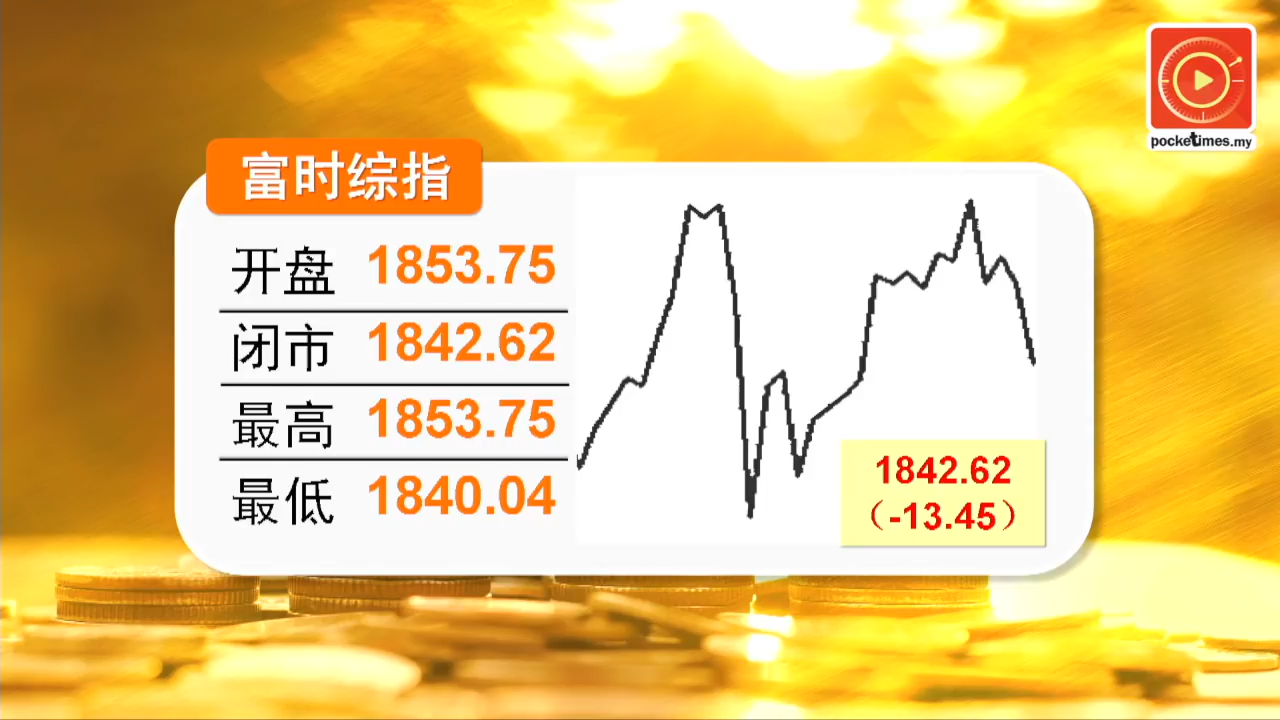 pocketimes.my
富时综指
开盘 1853.75
闭市 1842.62
最高 1853.75
最低 1840.04
1842.62
（-13.45）